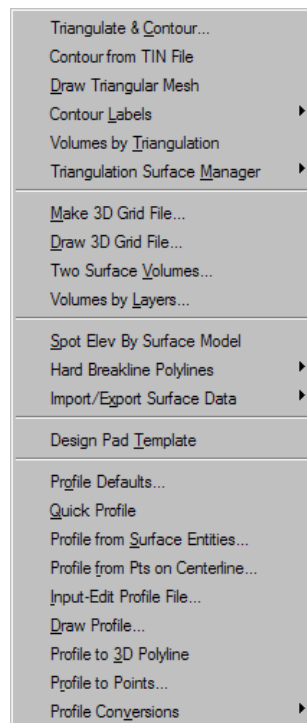 Triangulate & Contour...
Contour from TIN File
Draw Triangular Mesh
Contour Labels
Volumes by Triangulation
Triangulation Surface Manager
Make 3D Grid File...
Draw 3D Grid File...
Two Surface Volumes...
Volumes by Layers...
Spot Elev By Surface Model
Hard Breakline Polylines
Import/Export Surface Data
Design Pad Template
Profile Defaults...
Quick Profile
Profile from Surface Entities...
Profile from Pts on Centerline...
Input-Edit Profile File...
Draw Profile...
Profile to 3D Polyline
Profile to Points...
Profile Conversions